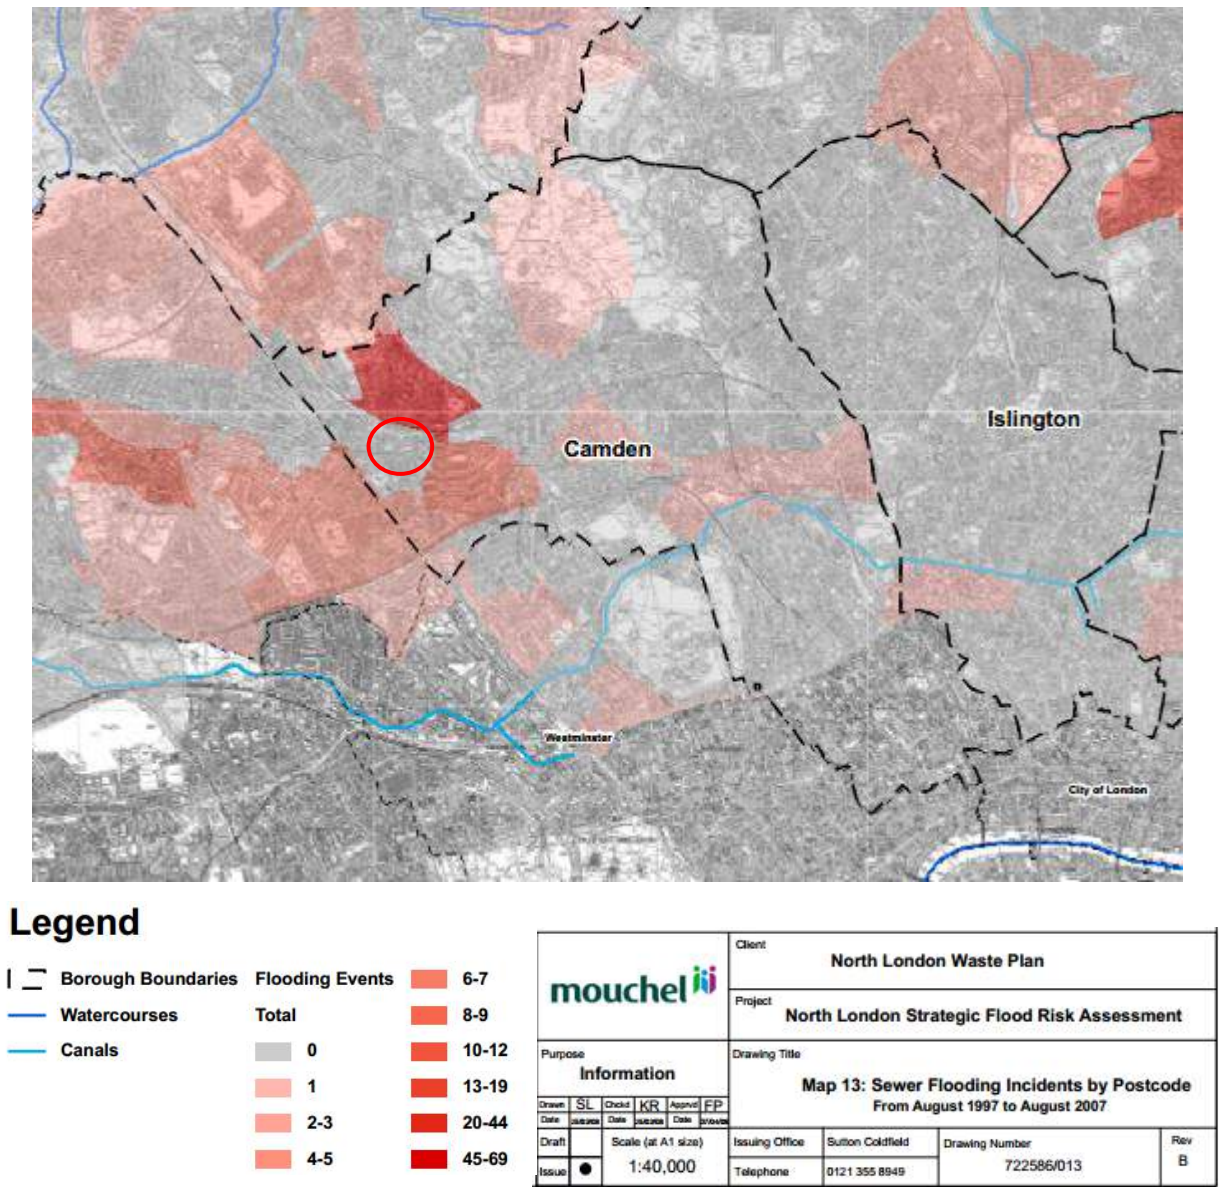 Islington
Camden
Westminster
City of London
Legend
Borough Boundaries
Watercourses
Canals
Flooding Events
Total
0
1
2-3
4-5
6-7
8-9
10-12
13-19
20-44
45-69
mouchel
Client
North London Waste Plan
Project
North London Strategic Flood Risk Assessment
Purpose
Information
Drawing Title
Map 13: Sewer Flooding Incidents by Postcode
From August 1997 to August 2007
Drawn SL Chckd KR Apprvd FP
Date Date Date
Draft
Issue
Scale (at A1 size)
1:40,000
Issuing Office
Sutton Coldfield
Telephone
0121 355 8949
Drawing Number
722586/013
Rev
B